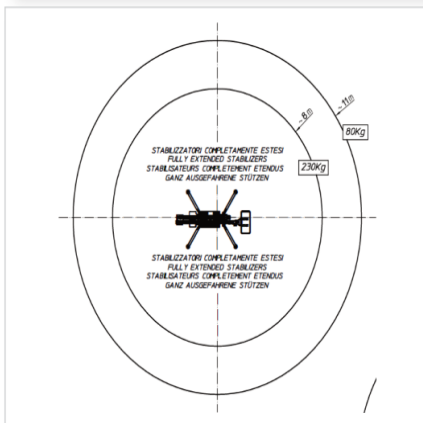 ~11m
~8m
80Kg
230Kg
STABILIZZATORI COMPLETAMENTE ESTESI
FULLY EXTENDED STABILIZERS
STABILISATEURS COMPLETEMENT ETENDUS
GANZ AUSGEFAHRENE STÜTZEN
STABILIZZATORI COMPLETAMENTE ESTESI
FULLY EXTENDED STABILIZERS
STABILISATEURS COMPLETEMENT ETENDUS
GANZ AUSGEFAHRENE STÜTZEN